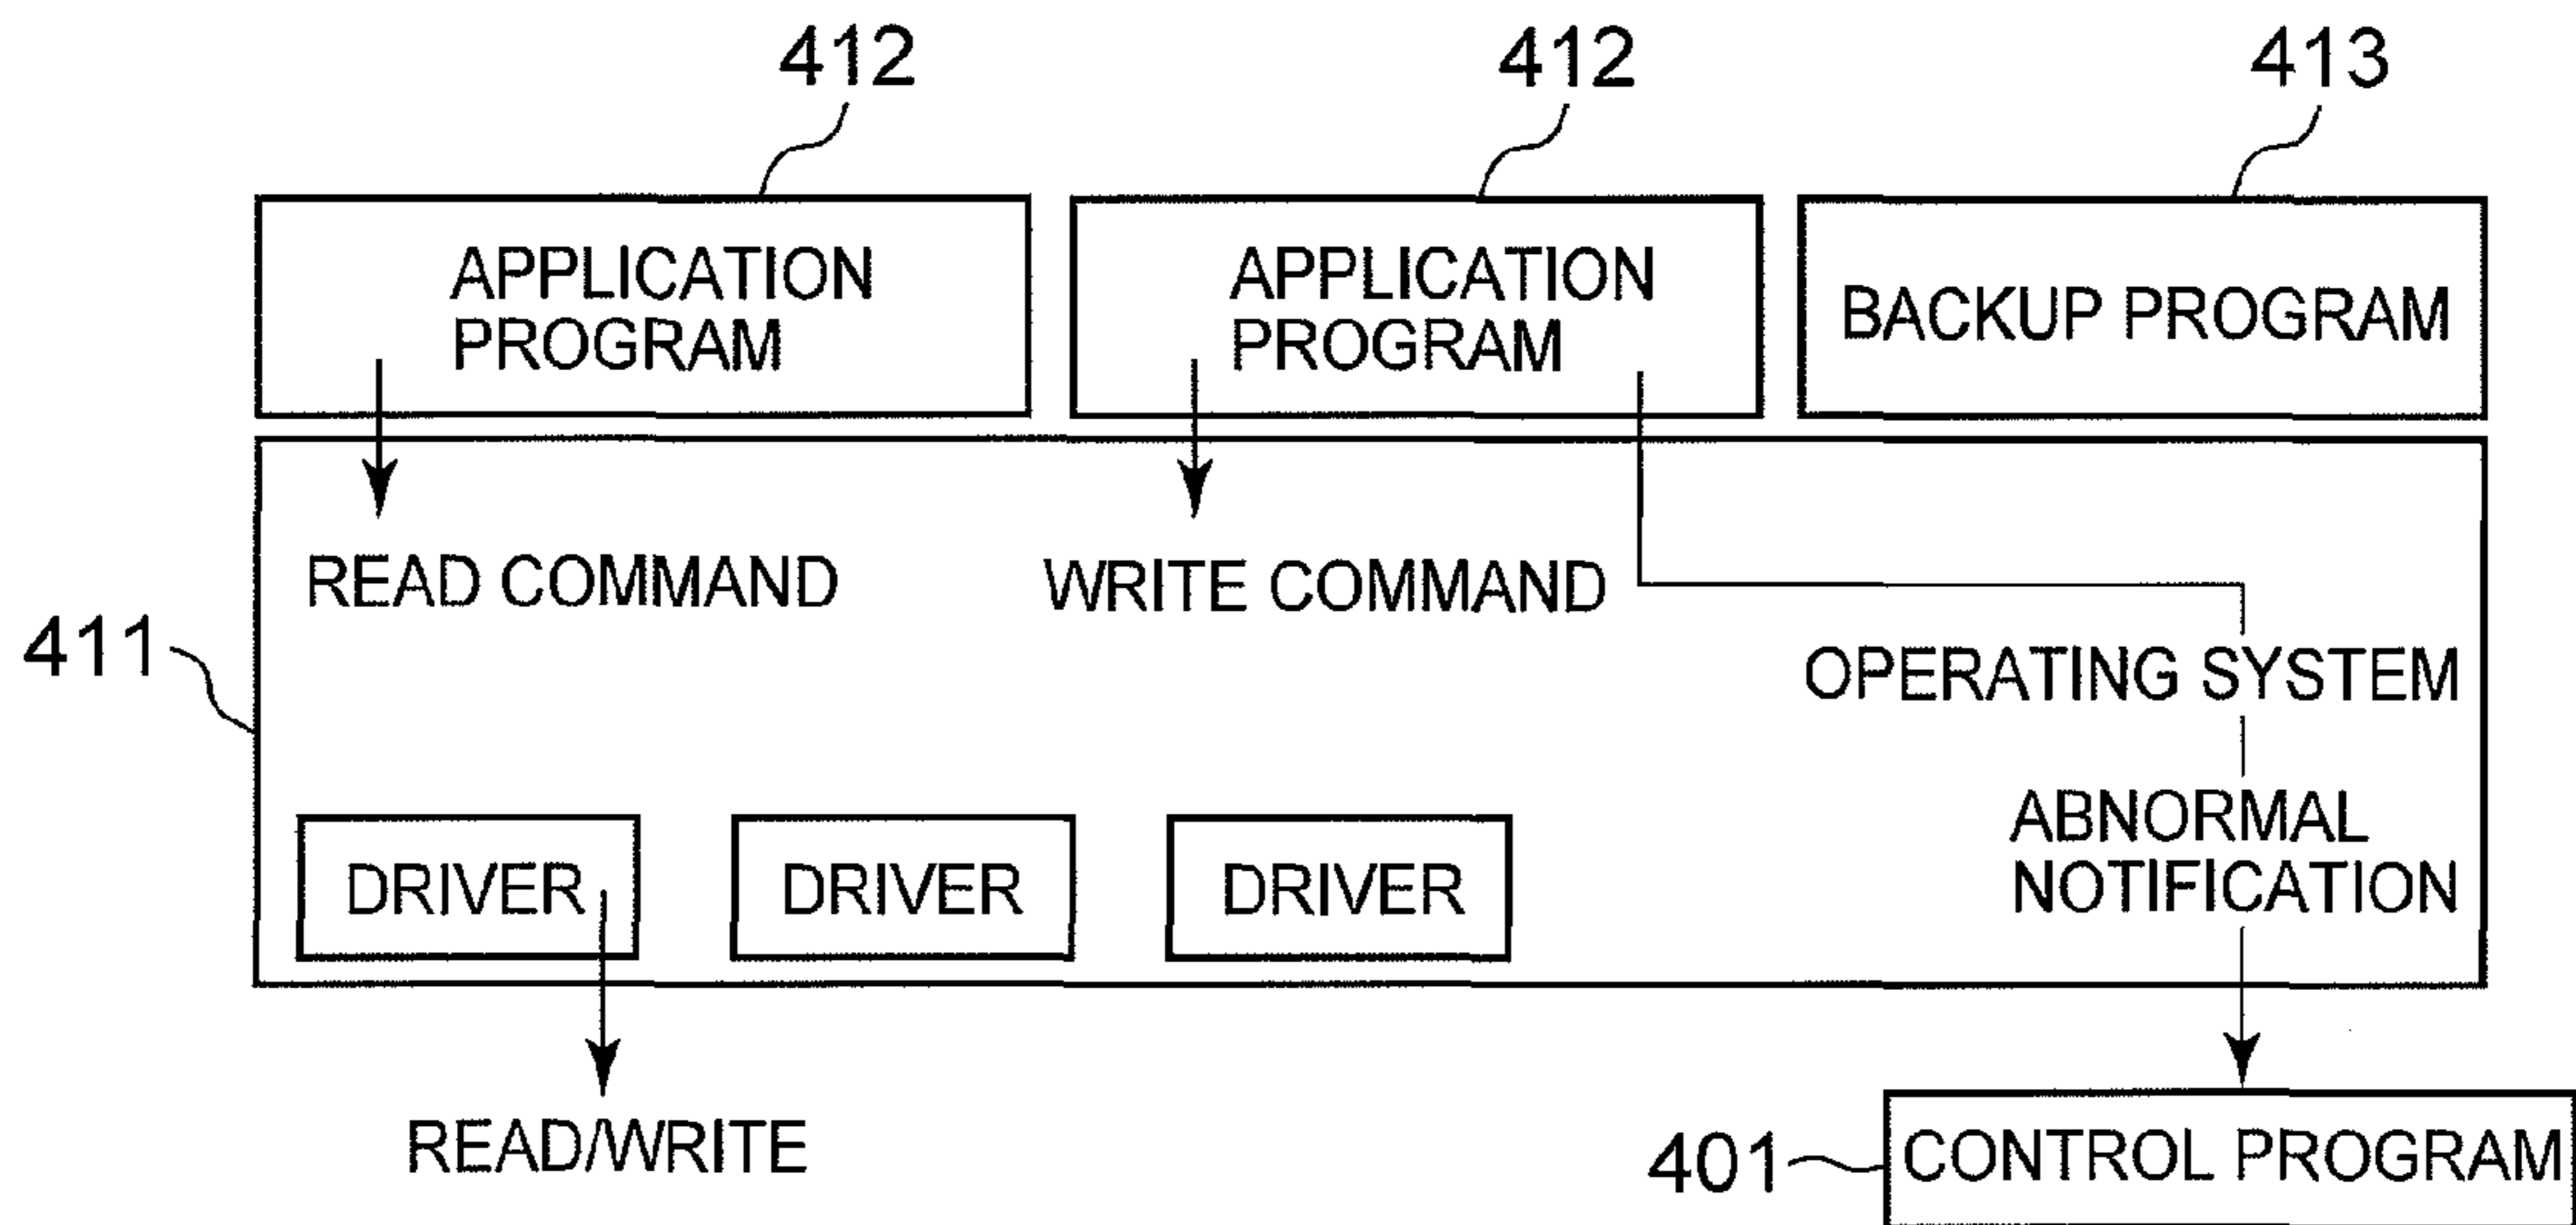 412
412
413
APPLICATION
PROGRAM
APPLICATION
PROGRAM
BACKUP PROGRAM
READ COMMAND
WRITE COMMAND
411
OPERATING SYSTEM
ABNORMAL
NOTIFICATION
DRIVER
DRIVER
DRIVER
READ/WRITE
401
CONTROL PROGRAM